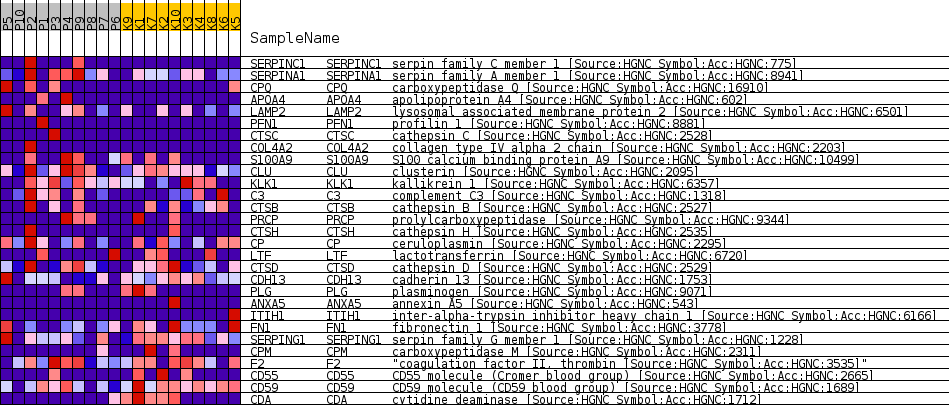 P5 P10 P2 P1 P3 P4 P9 P8 P7 P6 K9 K1 K7 K2 K10 K3 K4 K8 K6 K5
SampleName
SERPINC1 SERPINC1 serpin family C member 1 [Source:HGNC Symbol;Acc:HGNC:775]
SERPINA1 SERPINA1 serpin family A member 1 [Source:HGNC Symbol;Acc:HGNC:8941]
CPQ CPQ carboxypeptidase Q [Source:HGNC Symbol;Acc:HGNC:16910]
APOA4 APOA4 apolipoprotein A4 [Source:HGNC Symbol;Acc:HGNC:602]
LAMP2 LAMP2 lysosomal associated membrane protein 2 [Source:HGNC Symbol;Acc:HGNC:6501]
PFN1 PFN1 profilin 1 [Source:HGNC Symbol;Acc:HGNC:8881]
CTSC CTSC cathepsin C [Source:HGNC Symbol;Acc:HGNC:2528]
COL4A2 COL4A2 collagen type IV alpha 2 chain [Source:HGNC Symbol;Acc:HGNC:2203]
S100A9 S100A9 S100 calcium binding protein A9 [Source:HGNC Symbol;Acc:HGNC:10499]
CLU CLU clusterin [Source:HGNC Symbol;Acc:HGNC:2095]
KLK1 KLK1 kallikrein 1 [Source:HGNC Symbol;Acc:HGNC:6357]
C3 C3 complement C3 [Source:HGNC Symbol;Acc:HGNC:1318]
CTSB CTSB cathepsin B [Source:HGNC Symbol;Acc:HGNC:2527]
PRCP PRCP prolylcarboxypeptidase [Source:HGNC Symbol;Acc:HGNC:9344]
CTSH CTSH cathepsin H [Source:HGNC Symbol;Acc:HGNC:2535]
CP CP ceruloplasmin [Source:HGNC Symbol;Acc:HGNC:2295]
LTF LTF lactotransferrin [Source:HGNC Symbol;Acc:HGNC:6720]
CTSD CTSD cathepsin D [Source:HGNC Symbol;Acc:HGNC:2529]
CDH13 CDH13 cadherin 13 [Source:HGNC Symbol;Acc:HGNC:1753]
PLG PLG plasminogen [Source:HGNC Symbol;Acc:HGNC:9071]
ANXA5 ANXA5 annexin A5 [Source:HGNC Symbol;Acc:HGNC:543]
ITIH1 ITIH1 inter-alpha-trypsin inhibitor heavy chain 1 [Source:HGNC Symbol;Acc:HGNC:6166]
FN1 FN1 fibronectin 1 [Source:HGNC Symbol;Acc:HGNC:3778]
SERPING1 SERPING1 serpin family G member 1 [Source:HGNC Symbol;Acc:HGNC:1228]
CPM CPM carboxypeptidase M [Source:HGNC Symbol;Acc:HGNC:2311]
F2 F2 "coagulation factor II, thrombin [Source:HGNC Symbol;Acc:HGNC:3535]"
CD55 CD55 CD55 molecule (Cromer blood group) [Source:HGNC Symbol;Acc:HGNC:2665]
CD59 CD59 CD59 molecule (CD59 blood group) [Source:HGNC Symbol;Acc:HGNC:1689]
CDA CDA cytidine deaminase [Source:HGNC Symbol;Acc:HGNC:1712]